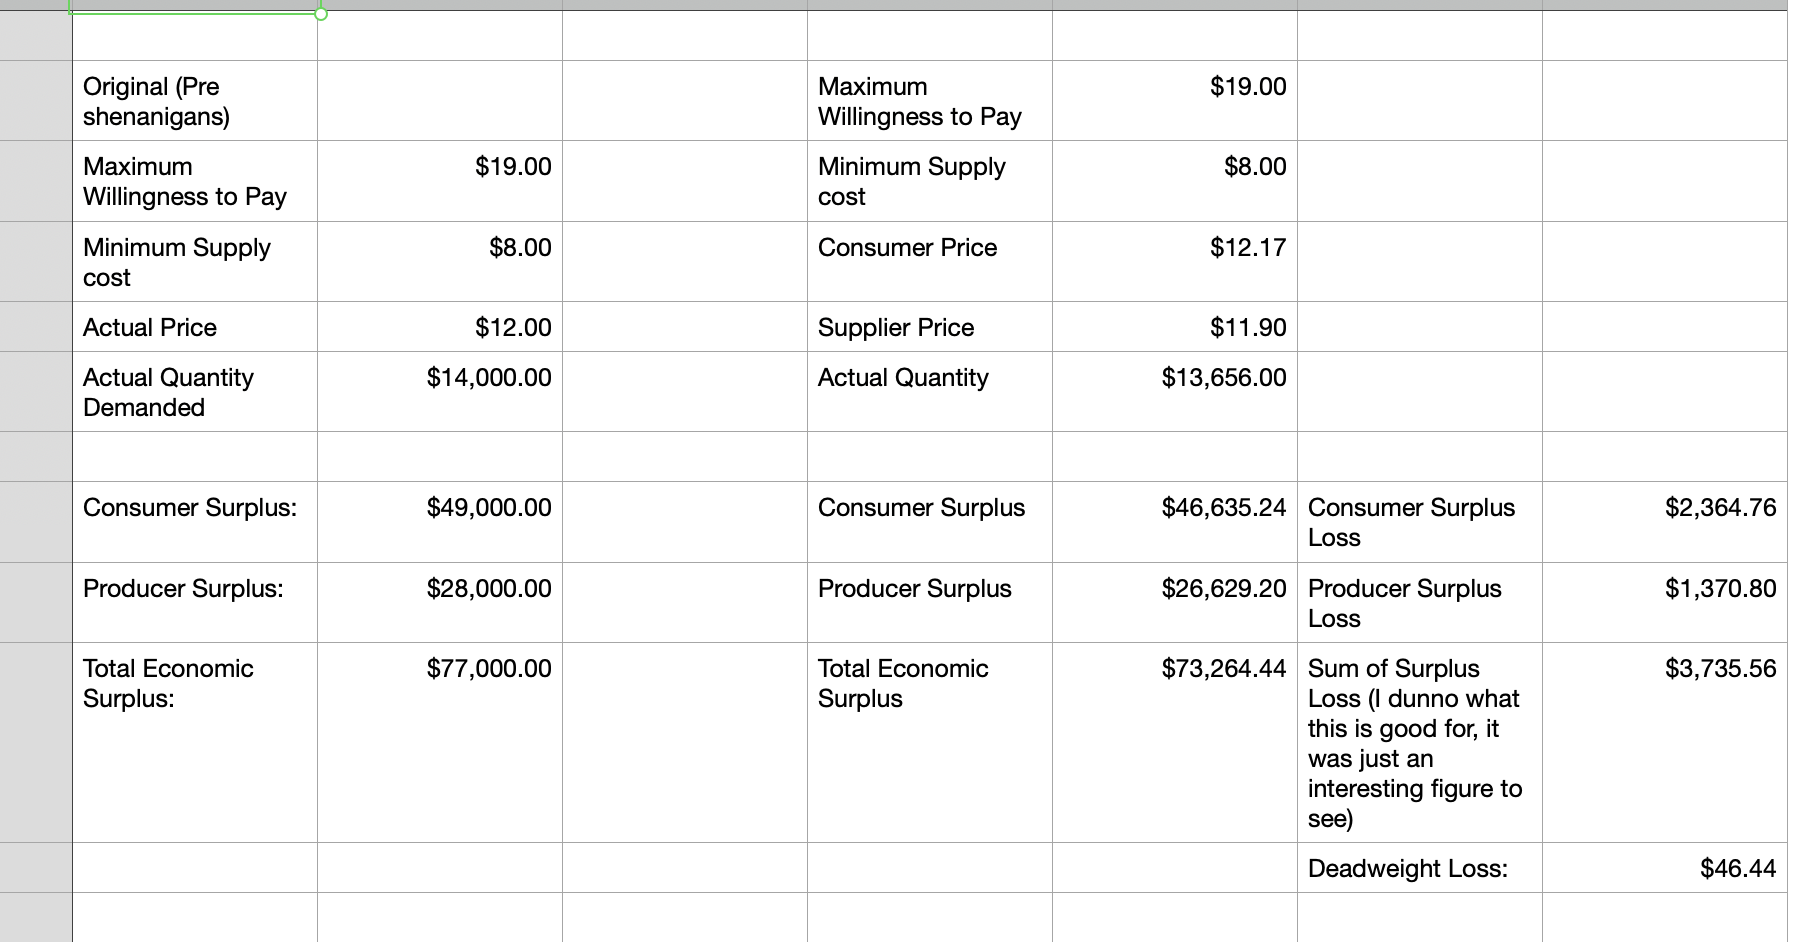 Original (Pre
shenanigans)
Maximum
Willingness to Pay
$19.00
Maximum
Willingness to Pay
$19.00
Minimum Supply
cost
$8.00
Minimum Supply
cost
$8.00
Consumer Price
$12.17
Actual Price
$12.00
Supplier Price
$11.90
Actual Quantity
Demanded
$14,000.00
Actual Quantity
$13,656.00
Consumer Surplus:
$49,000.00
Consumer Surplus
$46,635.24
Consumer Surplus
Loss
$2,364.76
Producer Surplus:
$28,000.00
Producer Surplus
$26,629.20
Producer Surplus
Loss
$1,370.80
Total Economic
Surplus:
$77,000.00
Total Economic
Surplus
$73,264.44
Sum of Surplus
Loss (I dunno what
this is good for, it
was just an
interesting figure to
see)
$3,735.56
Deadweight Loss:
$46.44